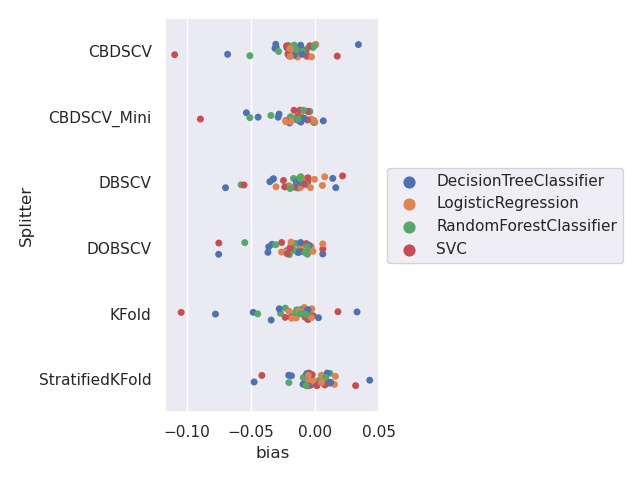 CBDSCV
CBDSCV_Mini
DBSCV
DOBSCV
KFold
StratifiedKFold
Splitter
−0.10
−0.05
0.00
0.05
bias
DecisionTreeClassifier
LogisticRegression
RandomForestClassifier
SVC